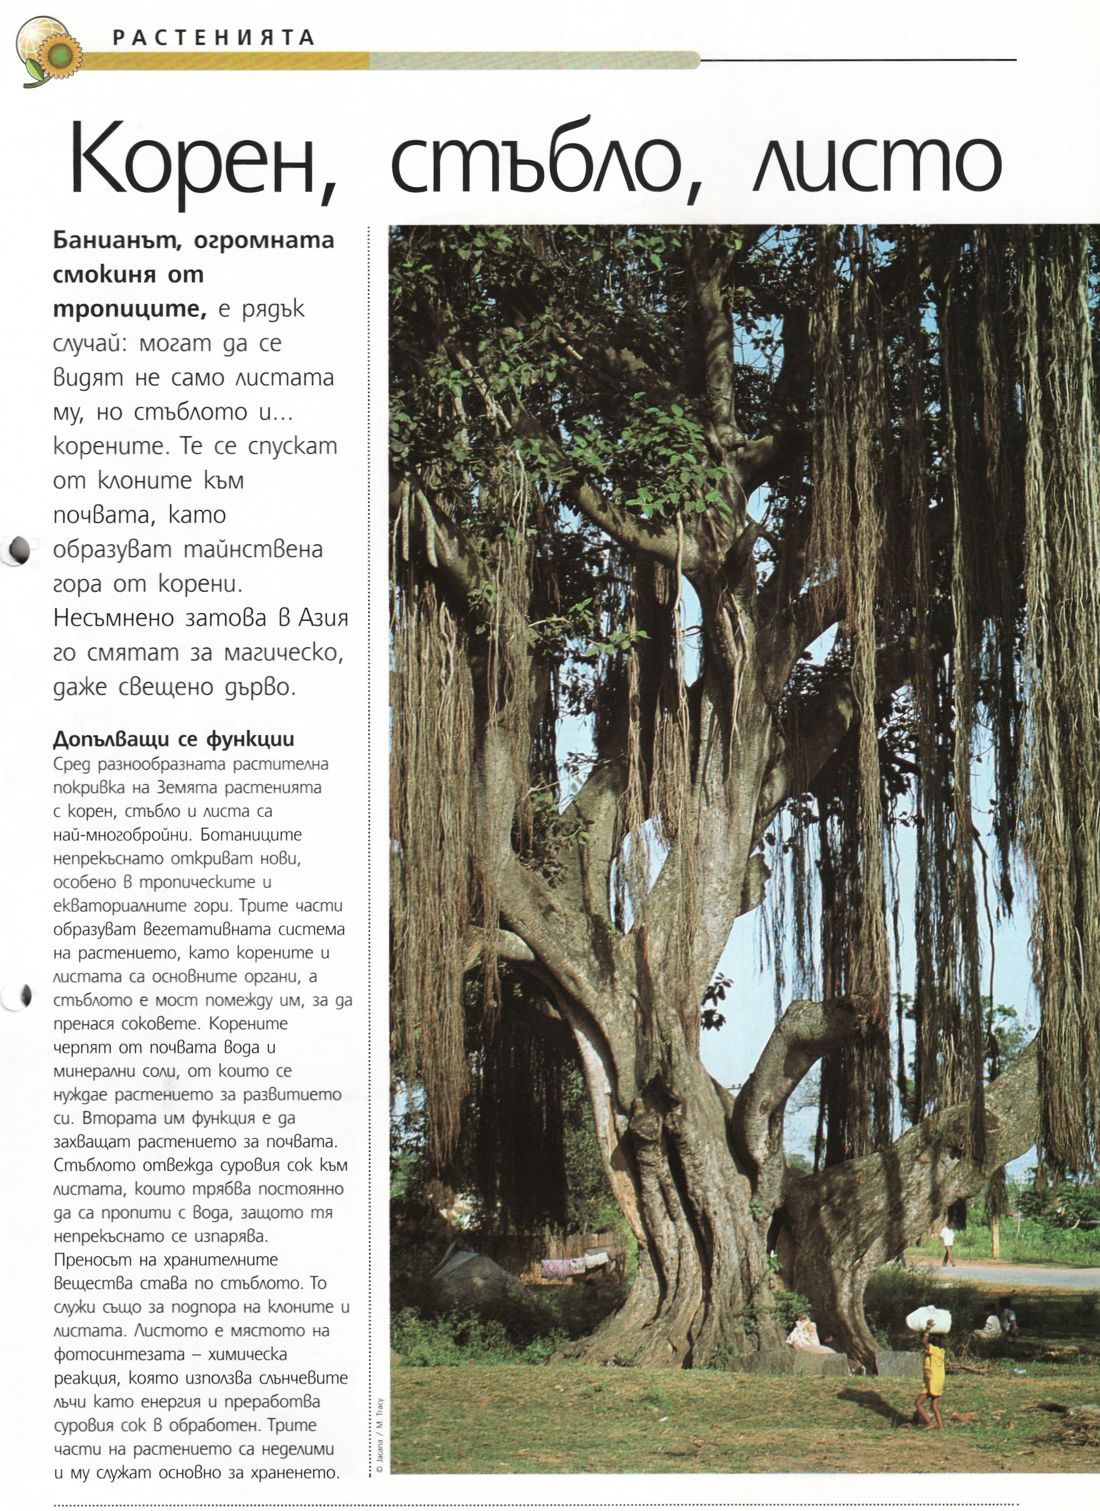 РАСТЕНИЯТА
Корен, стъбло, листо
Банианът, огромната
смокиня от
тропиците, е рядък
случай: могат да се
видят не само листата
му, но стъблото и...
корените. Те се спускат
от клоните към
почвата, като
образуват тайнствена
гора от корени.
Несъмнено затова в Азия
го смятат за магическо,
даже свещено дърво.
Допълващи се функции
Сред разнообразната растителна
покривка на Земята растенията
с корен, стъбло и листа са
най-многобройни. Ботаниците
непрекъснато откриват нови,
особено в тропическите и
екваториалните гори. Трите части
образуват вегетативната система
на растението, като корените и
листата са основните органи, а
стъблото е мост помежду им, за да
пренася соковете. Корените
черпят от почвата вода и
минерални соли, от които се
нуждае растението за развитието
си. Втората им функция е да
захващат растението за почвата.
Стъблото отвежда суровия сок към
листата, които трябва постоянно
да са пропити с вода, защото тя
непрекъснато се изпарява.
Преносът на хранителните
вещества става по стъблото. То
служи също за подпора на клоните и
листата. Листото е мястото на
фотосинтезата – химическа
реакция, която използва слънчевите
лъчи като енергия и преработва
суровия сок в обработен. Трите
части на растението са неделими
и му служат основно за храненето.
© Jacana / M. Tracy